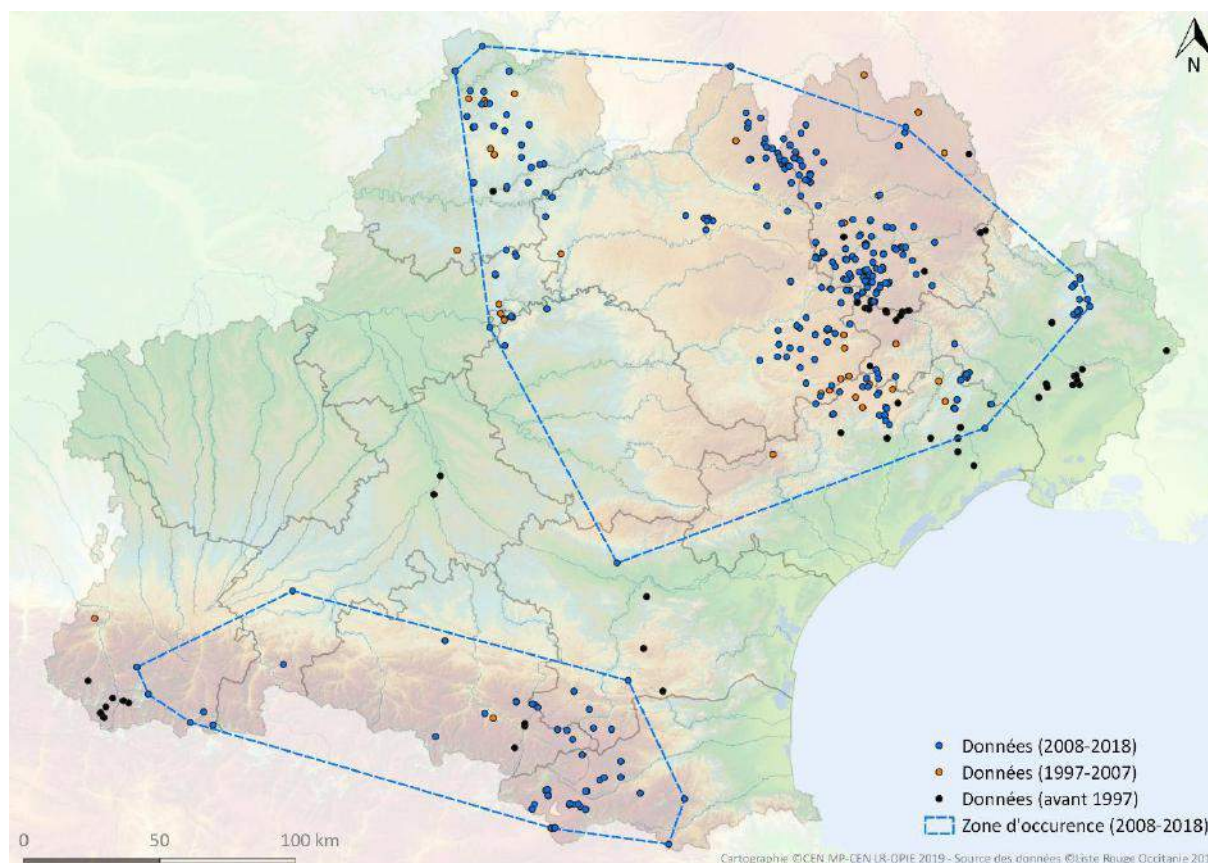 N
Données (2008-2018)
Données (1997-2007)
Données (avant 1997)
Zone d'occurence (2008-2018)
0 50 100 km
Cartographie ©CEN MP-CEN LR-OPIE 2019 - Source des données ©Liste Rouge Occitanie